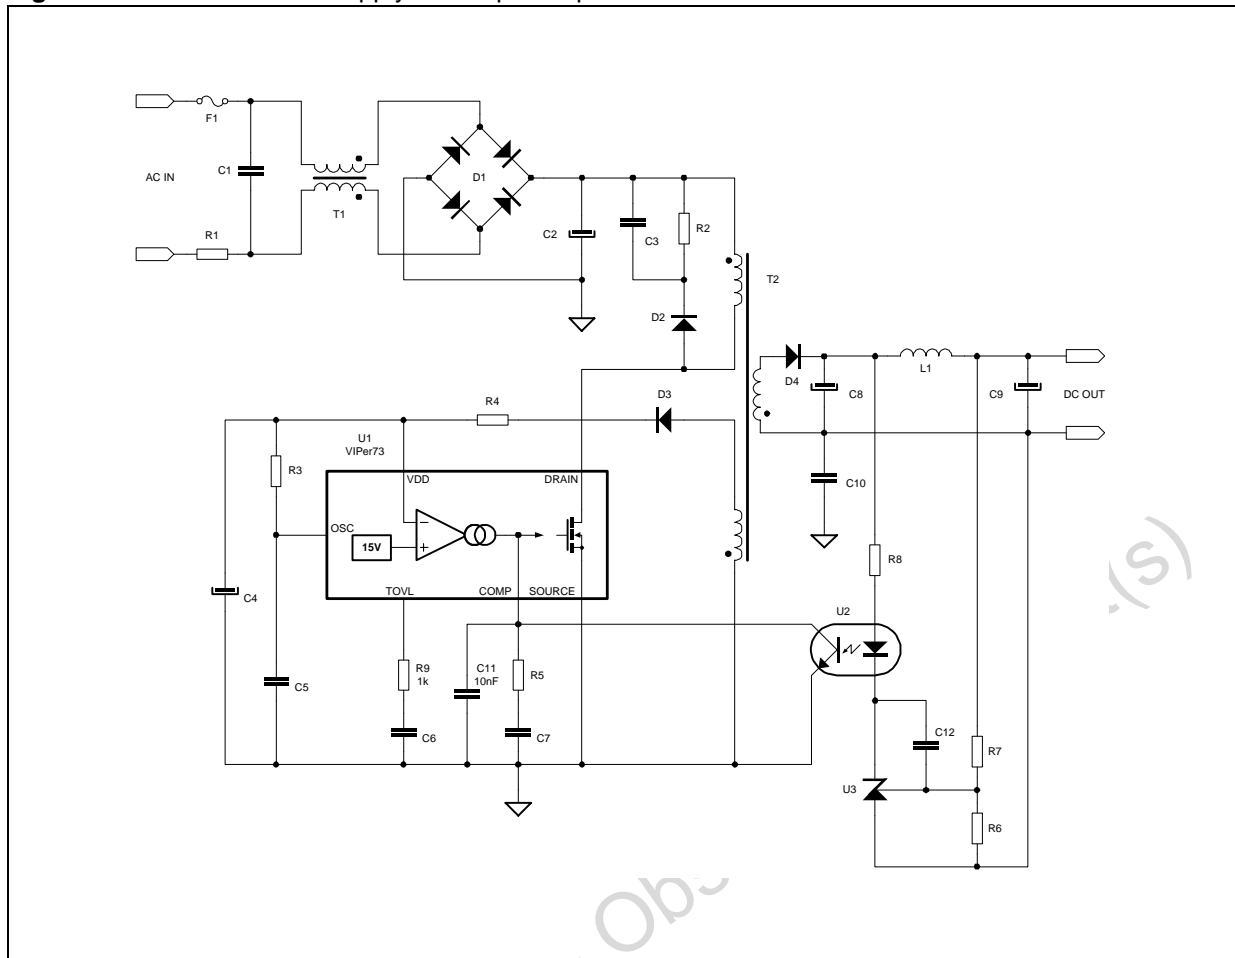 F1
C1
AC IN
T1
D1
R1
C2
C3
R2
T2
D2
D4
C8
L1
C9
DC OUT
D3
R4
U1
VIPer73
R3
VDD
DRAIN
OSC
15V
C10
R8
C4
TOVL
COMP
SOURCE
U2
R9
1k
C11
10nF
R5
C5
C6
C7
C12
R7
U3
R6
(s)